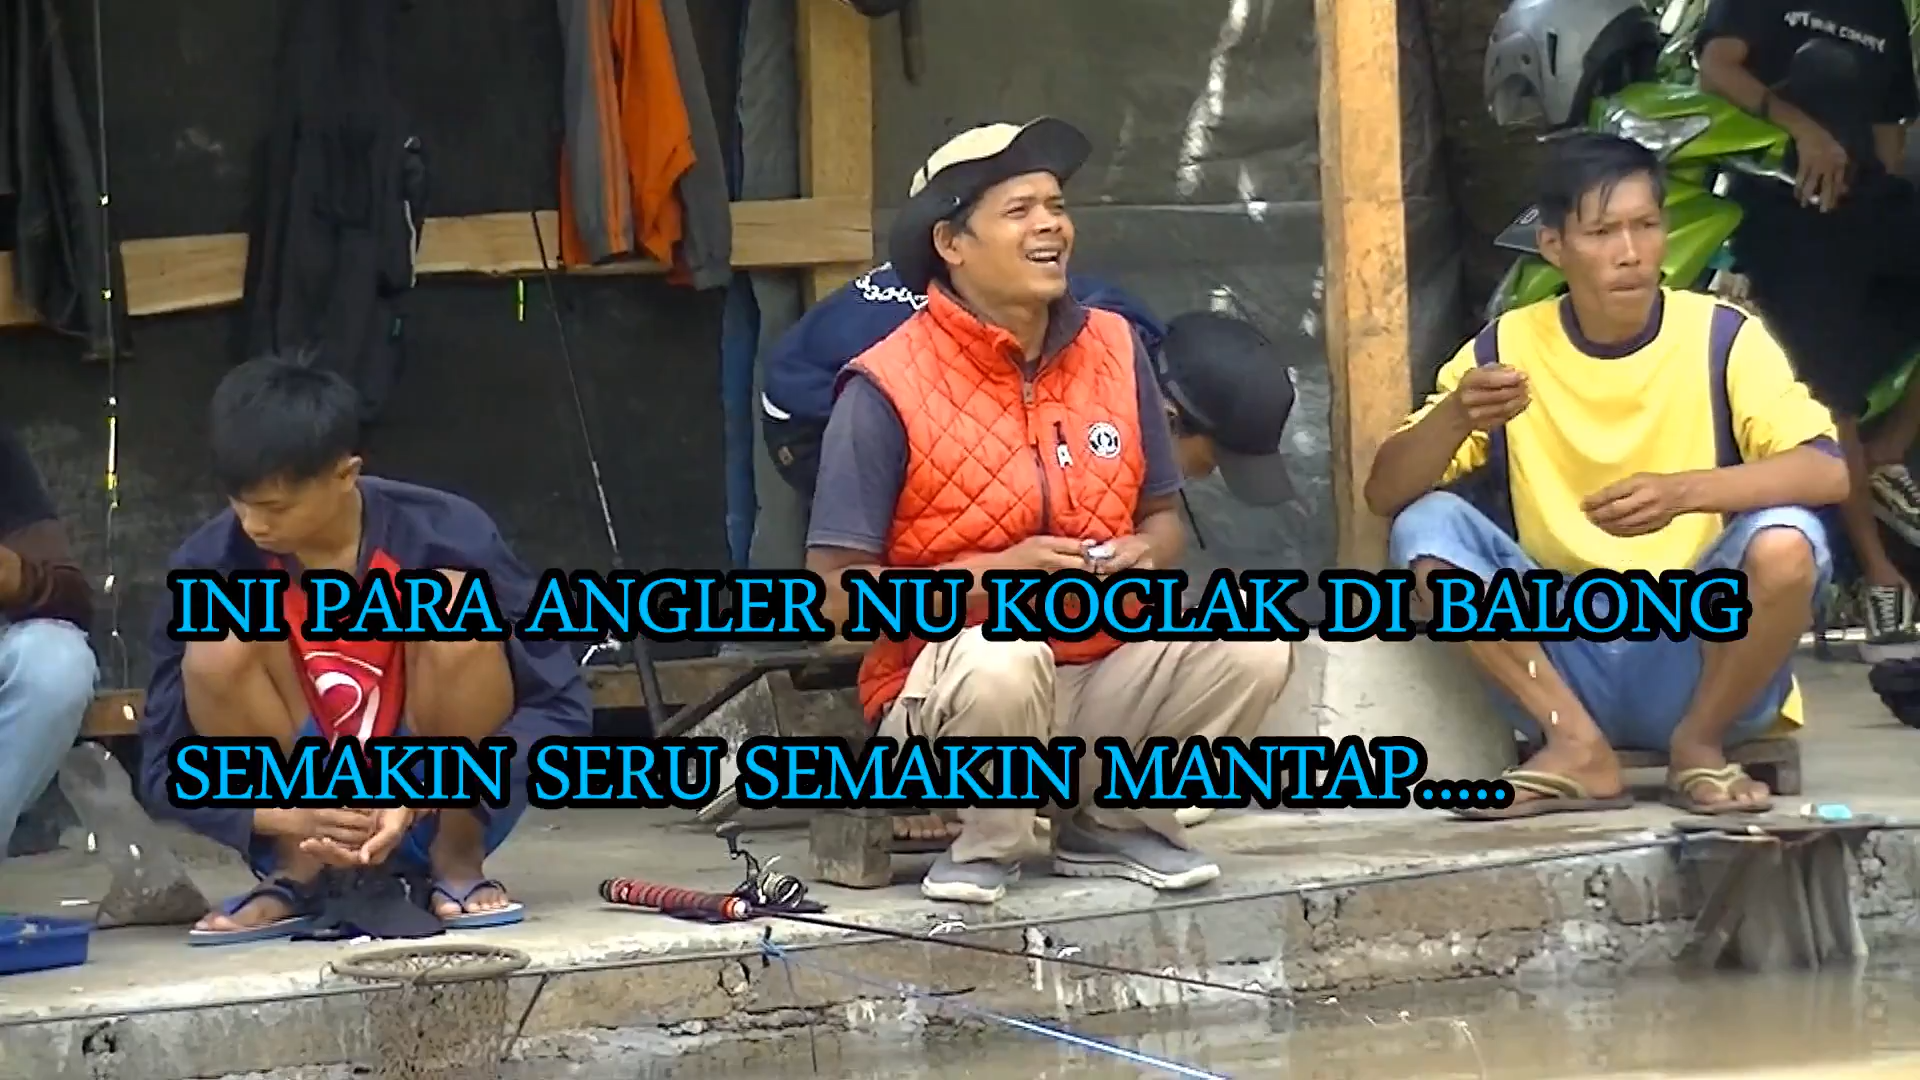 INI PARA ANGLER NU KOCLAK DI BALONG
SEMAKIN SERU SEMAKIN MANTAP.....